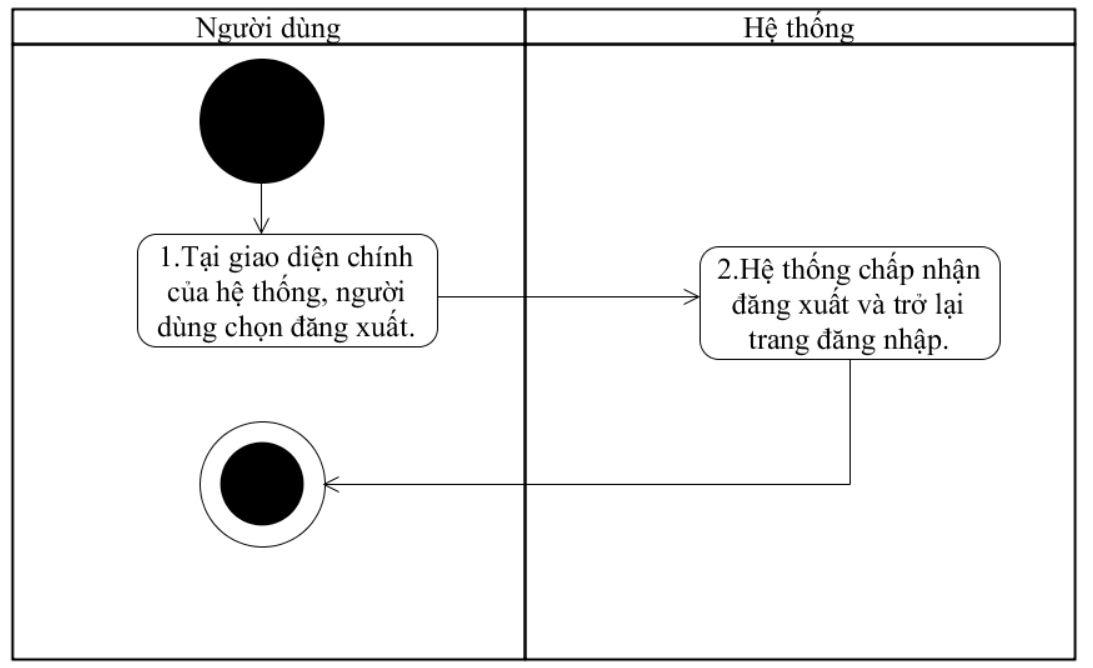 Người dùng
Hệ thống
1.Tại giao diện chính
của hệ thống, người
dùng chọn đăng xuất.
2.Hệ thống chấp nhận
đăng xuất và trở lại
trang đăng nhập.